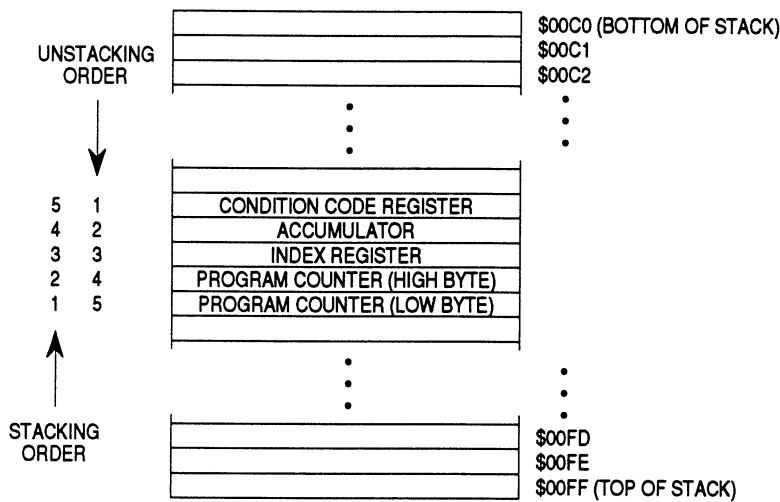 $00C0 (BOTTOM OF STACK)
UNSTACKING
ORDER
$00C1
$00C2
5 1 CONDITION CODE REGISTER
4 2 ACCUMULATOR
3 3 INDEX REGISTER
2 4 PROGRAM COUNTER (HIGH BYTE)
1 5 PROGRAM COUNTER (LOW BYTE)
STACKING
ORDER
$00FD
$00FE
$00FF (TOP OF STACK)